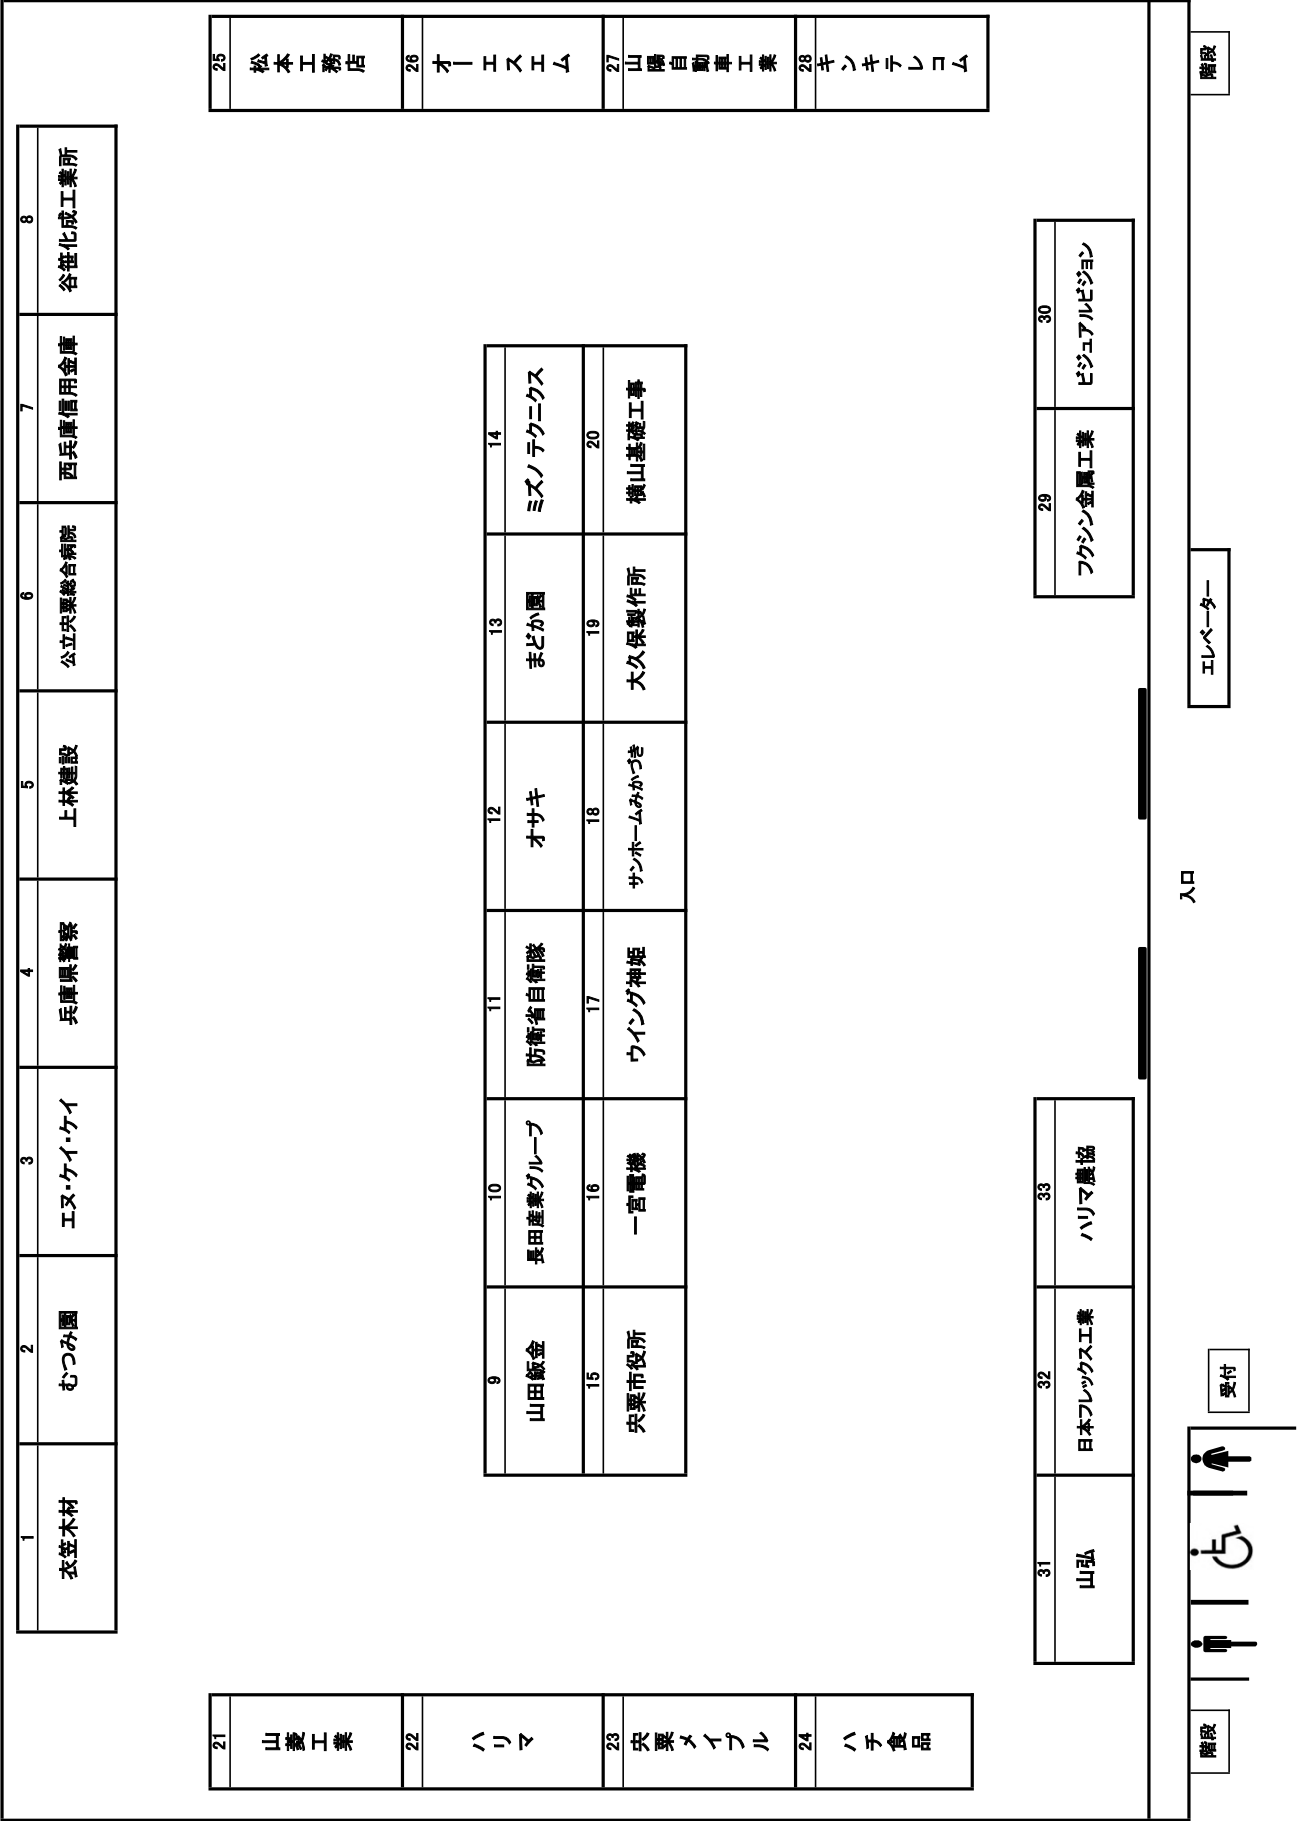 1
衣笠木材
2
むつみ園
3
エヌ・ケイ・ケイ
4
兵庫県警察
5
上林建設
6
公立宍粟総合病院
7
西兵庫信用金庫
8
谷笹化成工業所
9
山田鈑金
10
長田産業グループ
11
防衛省自衛隊
12
オサキ
13
まどか園
14
ミズノテクニクス
15
宍粟市役所
16
一宮電機
17
ウイング神姫
18
サンホームみかづき
19
大久保製作所
20
横山基礎工事
21
山菱工業
22
ハリマ
23
宍粟メイプル
24
ハチ食品
25
松本工務店
26
オーエスエム
27
山陽自動車工業
28
キンキテレコム
31
山弘
32
日本フレックス工業
33
ハリマ農協
29
フクシン金属工業
30
ビジュアルビジョン
入口
階段
受付
エレベーター
階段